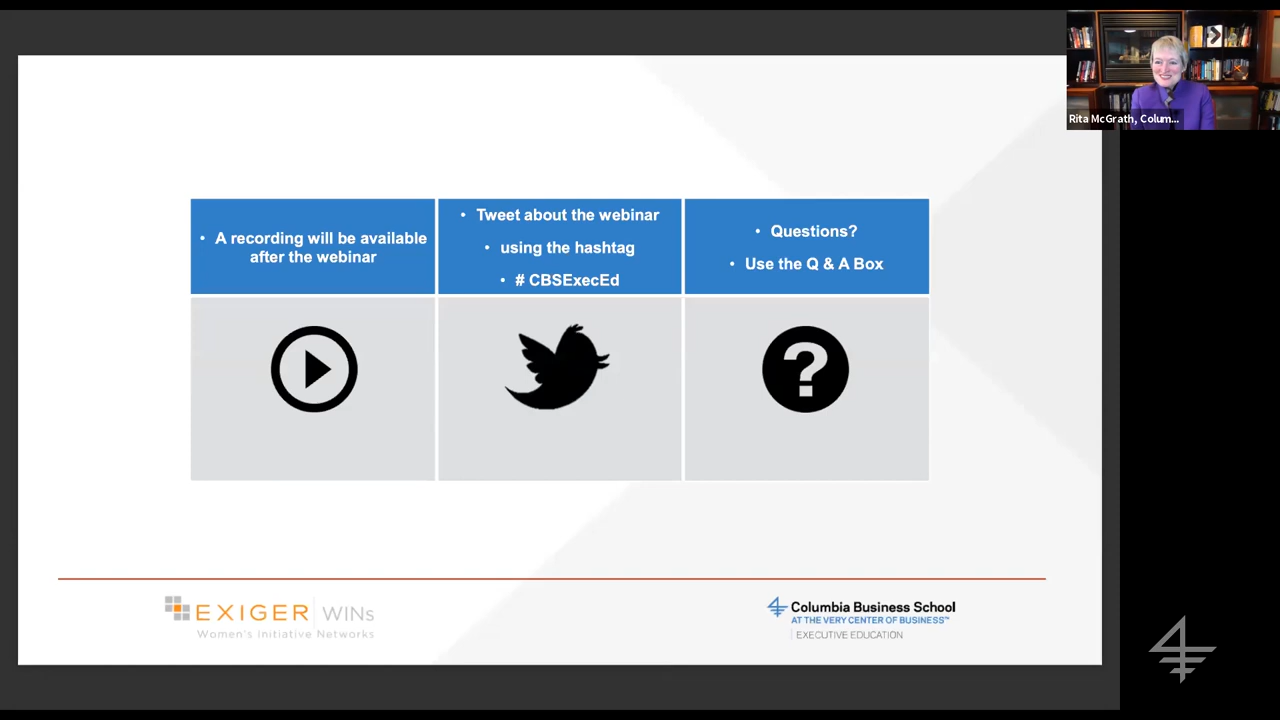 Rita McGrath, Colum...
• A recording will be available
after the webinar
• Tweet about the webinar
• using the hashtag
• # CBSExecEd
• Questions?
• Use the Q & A Box
?
EXIGER WINs
Women's Initiative Networks
Columbia Business School
AT THE VERY CENTER OF BUSINESS™
EXECUTIVE EDUCATION